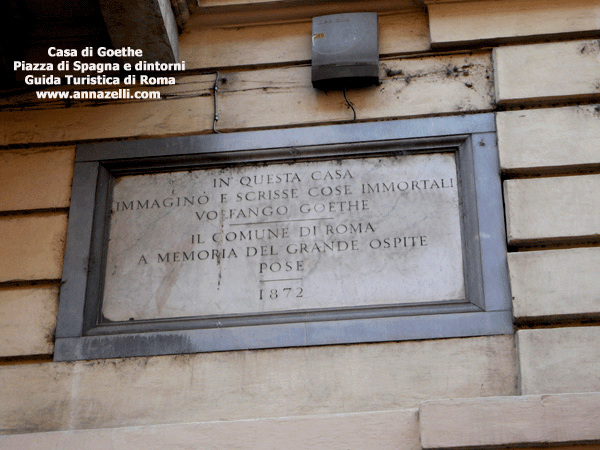 Casa di Goethe
Piazza di Spagna e dintorni
Guida Turistica di Roma
www.annazelli.com
IN QUESTA CASA
IMMAGINÒ E SCRISSE COSE IMMORTALI
VOLFANGO GOETHE
IL COMUNE DI ROMA
A MEMORIA DEL GRANDE OSPITE
POSE
1872